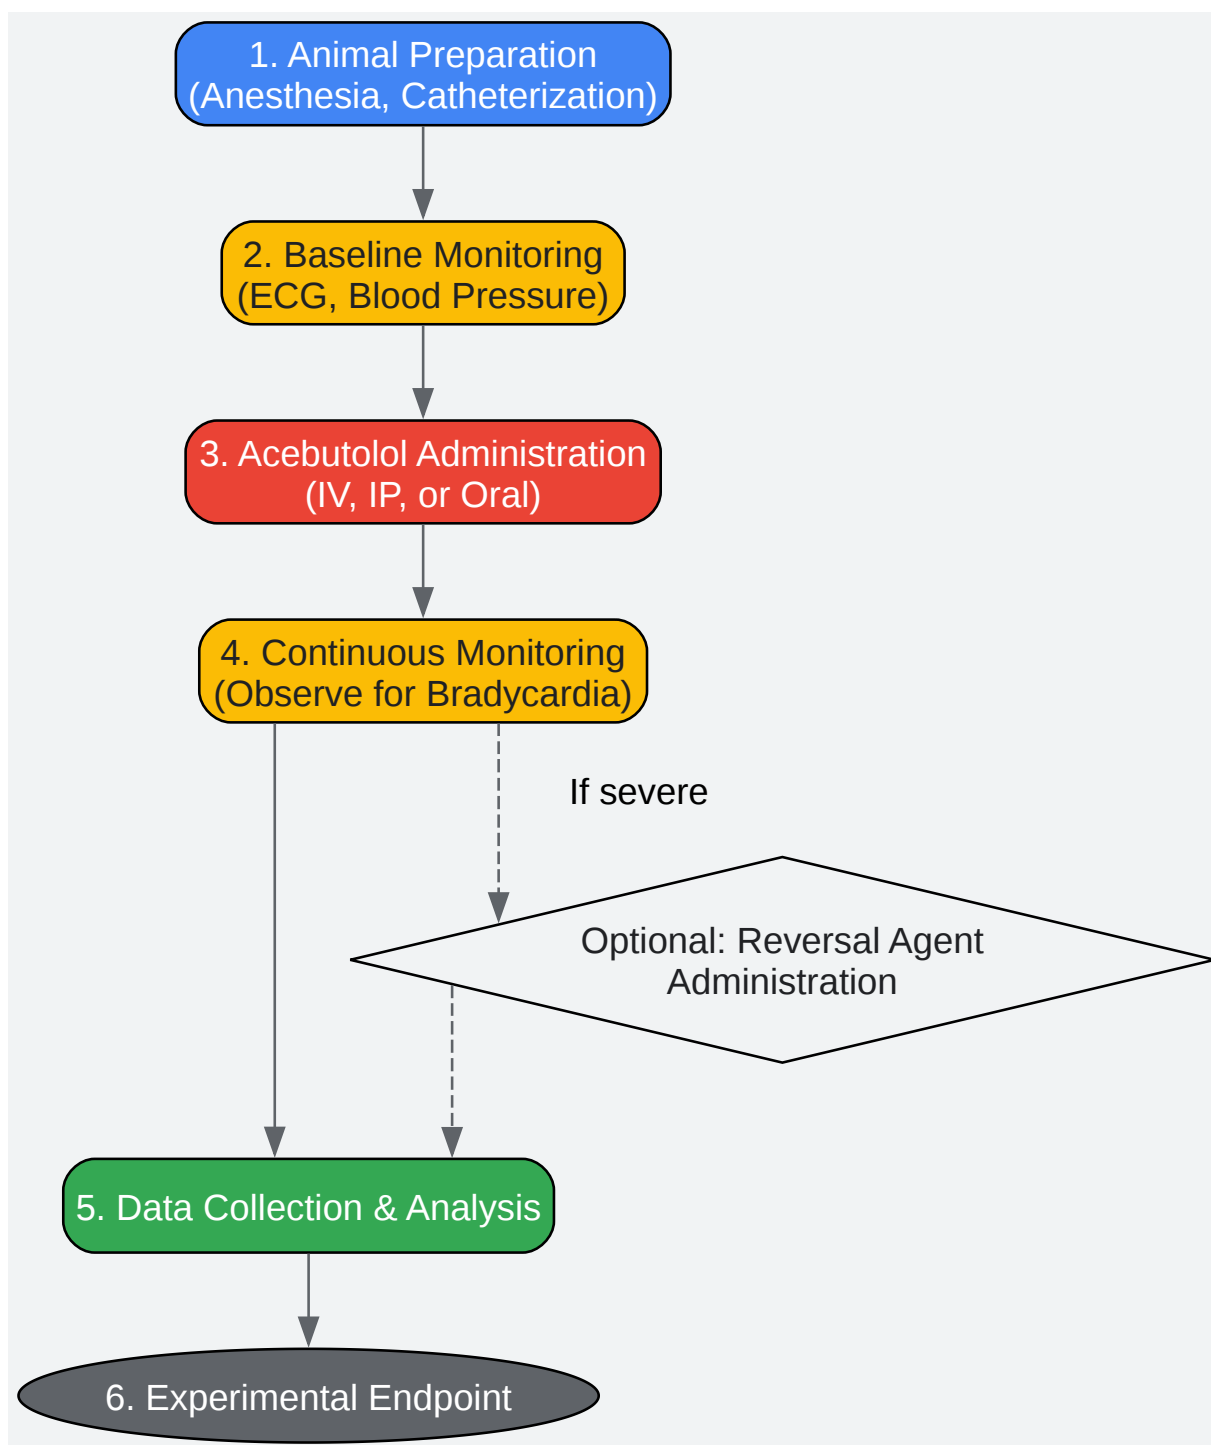 1. Animal Preparation
(Anesthesia, Catheterization)
2. Baseline Monitoring
(ECG, Blood Pressure)
3. Acebutolol Administration
(IV, IP, or Oral)
4. Continuous Monitoring
(Observe for Bradycardia)
If severe
Optional: Reversal Agent
Administration
5. Data Collection & Analysis
6. Experimental Endpoint